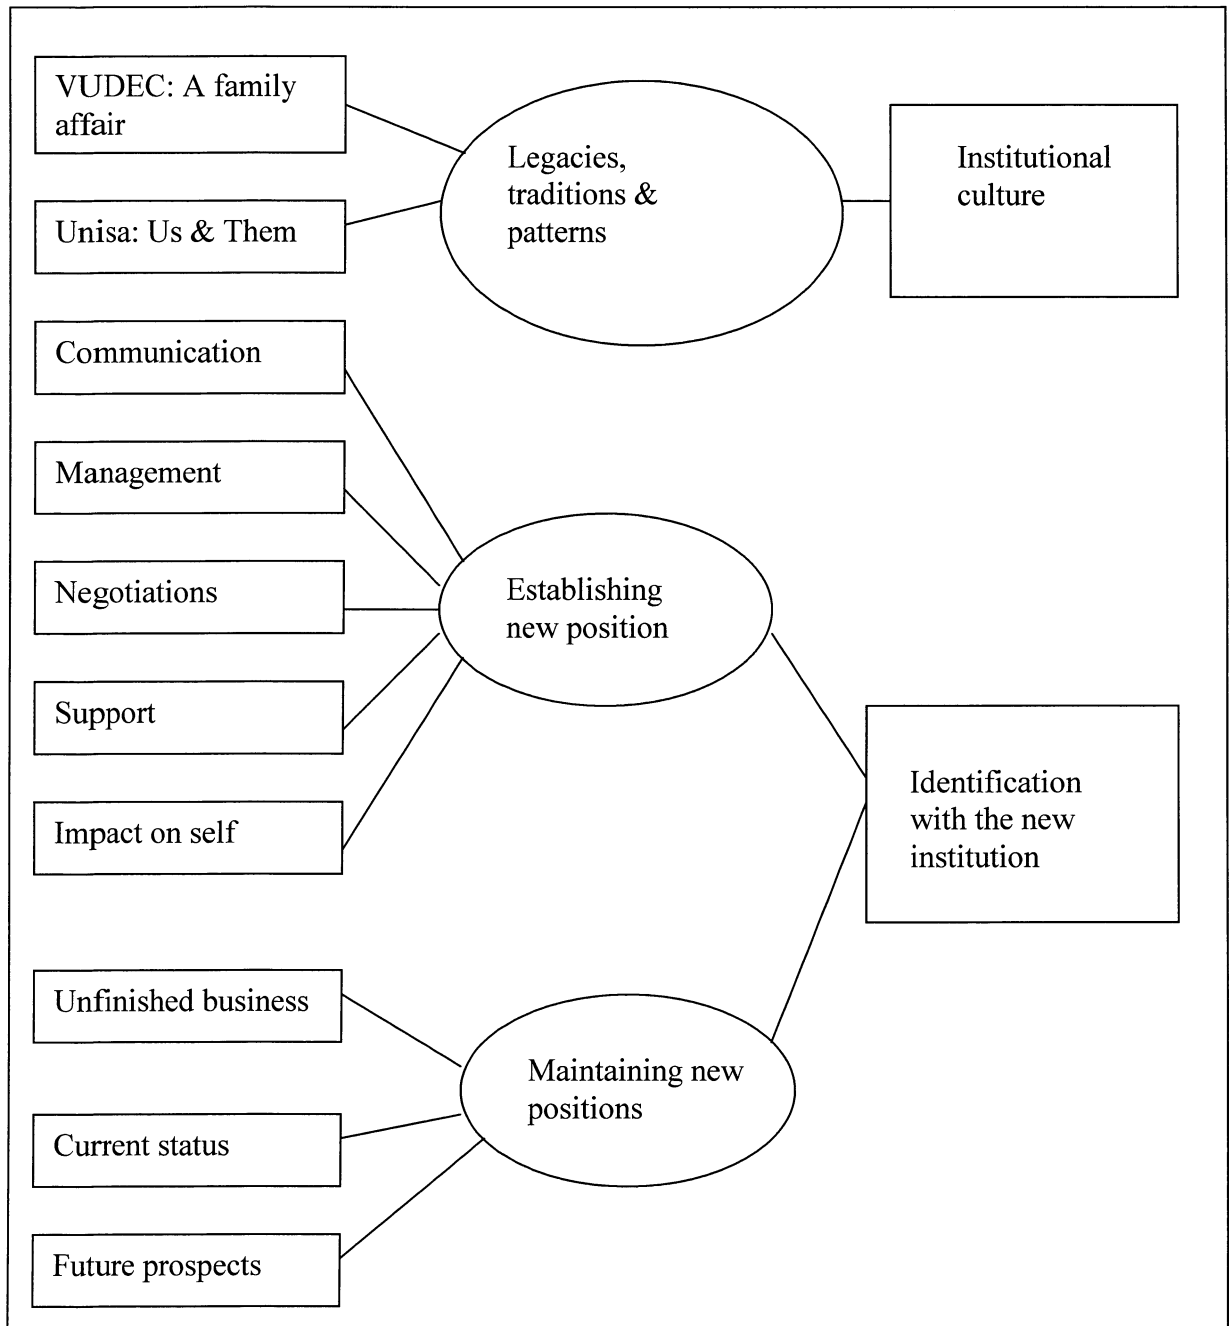 VUDEC: A family
affair
Unisa: Us & Them
Communication
Management
Negotiations
Support
Impact on self
Unfinished business
Current status
Future prospects
Legacies,
traditions &
patterns
Establishing
new position
Maintaining new
positions
Institutional
culture
Identification
with the new
institution